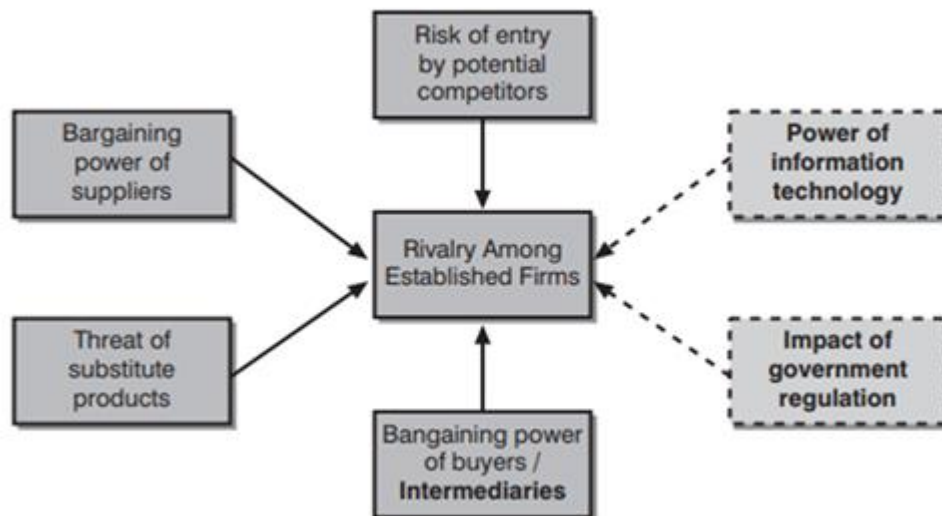 Risk of entry
by potential
competitors
Bargaining
power of
suppliers
Power of
information
technology
Rivalry Among
Established Firms
Threat of
substitute
products
Impact of
government
regulation
Bangaining power
of buyers /
Intermediaries